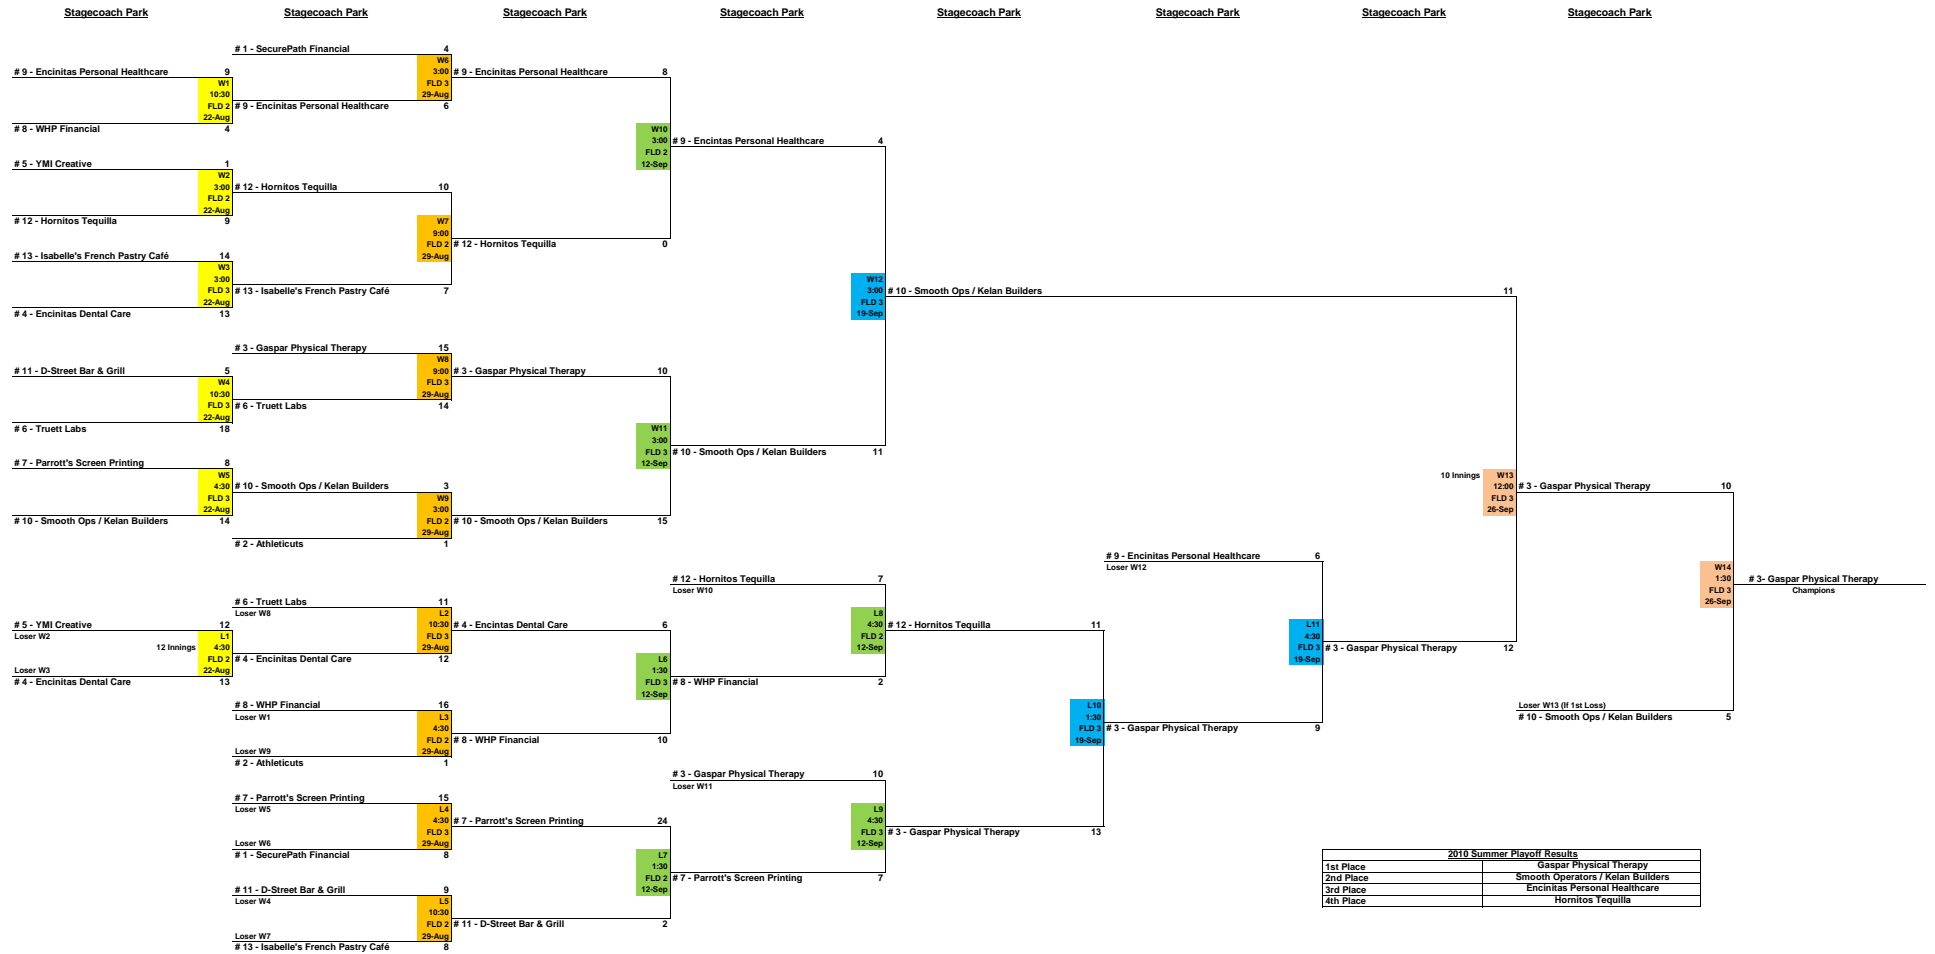 Stagecoach Park Stagecoach Park Stagecoach Park Stagecoach Park Stagecoach Park Stagecoach Park Stagecoach Park Stagecoach Park
# 1 - SecurePath Financial 4
W6
# 9 - Encinitas Personal Healthcare 9 3:00 # 9 - Encinitas Personal Healthcare 8
W1 FLD 3
10:30 29-Aug
FLD 2 # 9 - Encinitas Personal Healthcare 6
22-Aug
# 8 - WHP Financial 4 W10
3:00 # 9 - Encintas Personal Healthcare 4
FLD 2
# 5 - YMI Creative 1 12-Sep
W2
3:00 # 12 - Hornitos Tequilla 10
FLD 2
22-Aug
# 12 - Hornitos Tequilla 9 W7
9:00
FLD 2 # 12 - Hornitos Tequilla 0
# 13 - Isabelle's French Pastry Café 14 29-Aug
W3
3:00 W12
FLD 3 # 13 - Isabelle's French Pastry Café 7 3:00 # 10 - Smooth Ops / Kelan Builders 11
22-Aug FLD 3
# 4 - Encinitas Dental Care 13 19-Sep
# 3 - Gaspar Physical Therapy 15
W8
# 11 - D-Street Bar & Grill 5 9:00 # 3 - Gaspar Physical Therapy 10
W4 FLD 3
10:30 29-Aug
FLD 3 # 6 - Truett Labs 14
22-Aug
# 6 - Truett Labs 18 W11
3:00
FLD 3 # 10 - Smooth Ops / Kelan Builders 11
# 7 - Parrott's Screen Printing 8 12-Sep
W5 10 Innings W13
4:30 # 10 - Smooth Ops / Kelan Builders 3 12:00 # 3 - Gaspar Physical Therapy 10
FLD 3 W9 FLD 3
22-Aug 3:00 26-Sep
# 10 - Smooth Ops / Kelan Builders 14 FLD 2 # 10 - Smooth Ops / Kelan Builders 15
29-Aug
# 2 - Athleticuts 1
# 9 - Encinitas Personal Healthcare 6
Loser W12 W14
# 12 - Hornitos Tequilla 7 1:30 # 3- Gaspar Physical Therapy
Loser W10 FLD 3 Champions
# 6 - Truett Labs 11 26-Sep
Loser W8 L2 L8
# 5 - YMI Creative 12 10:30 # 4 - Encintas Dental Care 6 4:30 # 12 - Hornitos Tequilla 11 L11
Loser W2 L1 FLD 3 FLD 2 4:30
12 Innings 4:30 29-Aug 12-Sep FLD 3 # 3 - Gaspar Physical Therapy 12
FLD 2 # 4 - Encinitas Dental Care 12 L6 19-Sep
Loser W3 22-Aug 1:30
# 4 - Encinitas Dental Care 13 FLD 3 # 8 - WHP Financial 2
12-Sep
# 8 - WHP Financial 16 L10 Loser W13 (If 1st Loss)
Loser W1 L3 1:30 # 10 - Smooth Ops / Kelan Builders 5
4:30 FLD 3 # 3 - Gaspar Physical Therapy 9
FLD 2 # 8 - WHP Financial 10 19-Sep
Loser W9 29-Aug
# 2 - Athleticuts 1
# 3 - Gaspar Physical Therapy 10
Loser W11
# 7 - Parrott's Screen Printing 15
Loser W5 L4 L9
4:30 # 7 - Parrott's Screen Printing 24 4:30
FLD 3 FLD 3 # 3 - Gaspar Physical Therapy 13
Loser W6 29-Aug 12-Sep
# 1 - SecurePath Financial 8 L7 2010 Summer Playoff Results
1:30 1st Place Gaspar Physical Therapy
FLD 2 # 7 - Parrott's Screen Printing 7 2nd Place Smooth Operators / Kelan Builders
# 11 - D-Street Bar & Grill 9 12-Sep 3rd Place Encinitas Personal Healthcare
Loser W4 L5 4th Place Hornitos Tequilla
10:30
FLD 2 # 11 - D-Street Bar & Grill 2
Loser W7 29-Aug
# 13 - Isabelle's French Pastry Café 8